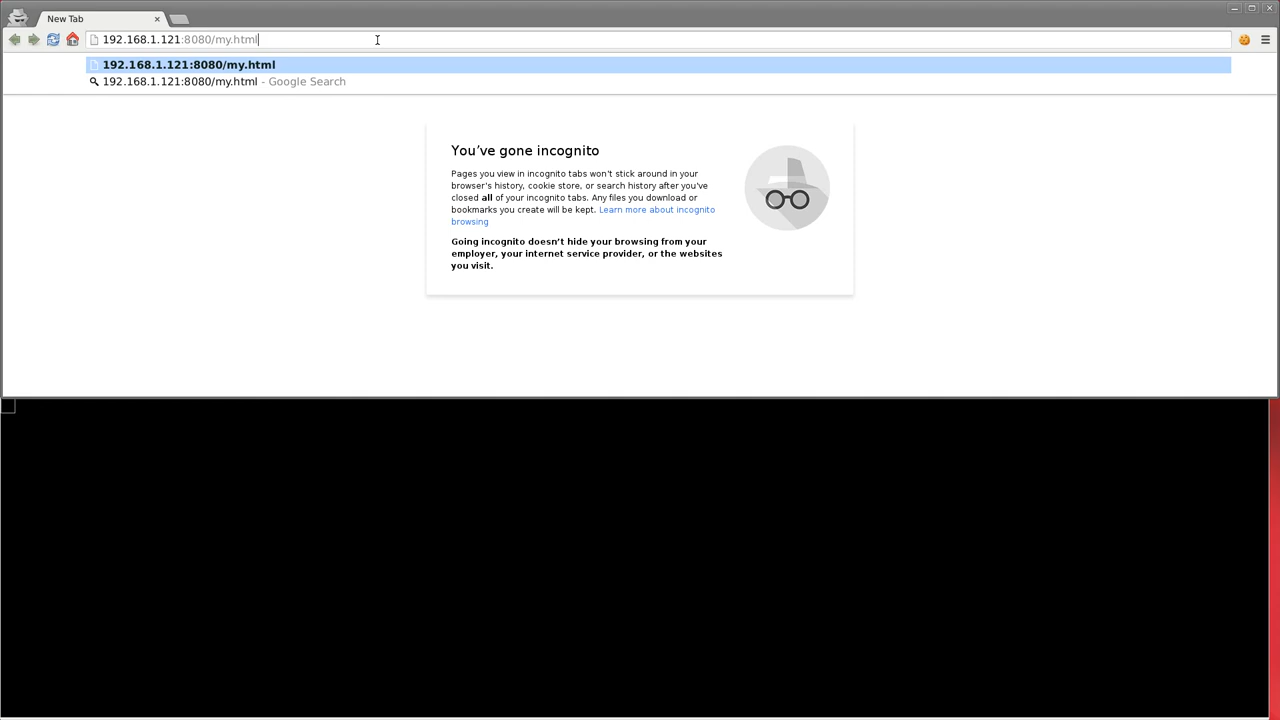 New Tab
192.168.1.121:8080/my.html
192.168.1.121:8080/my.html
192.168.1.121:8080/my.html - Google Search
You’ve gone incognito
Pages you view in incognito tabs won’t stick around in your
browser’s history, cookie store, or search history after you’ve
closed all of your incognito tabs. Any files you download or
bookmarks you create will be kept. Learn more about incognito
browsing
Going incognito doesn’t hide your browsing from your
employer, your internet service provider, or the websites
you visit.